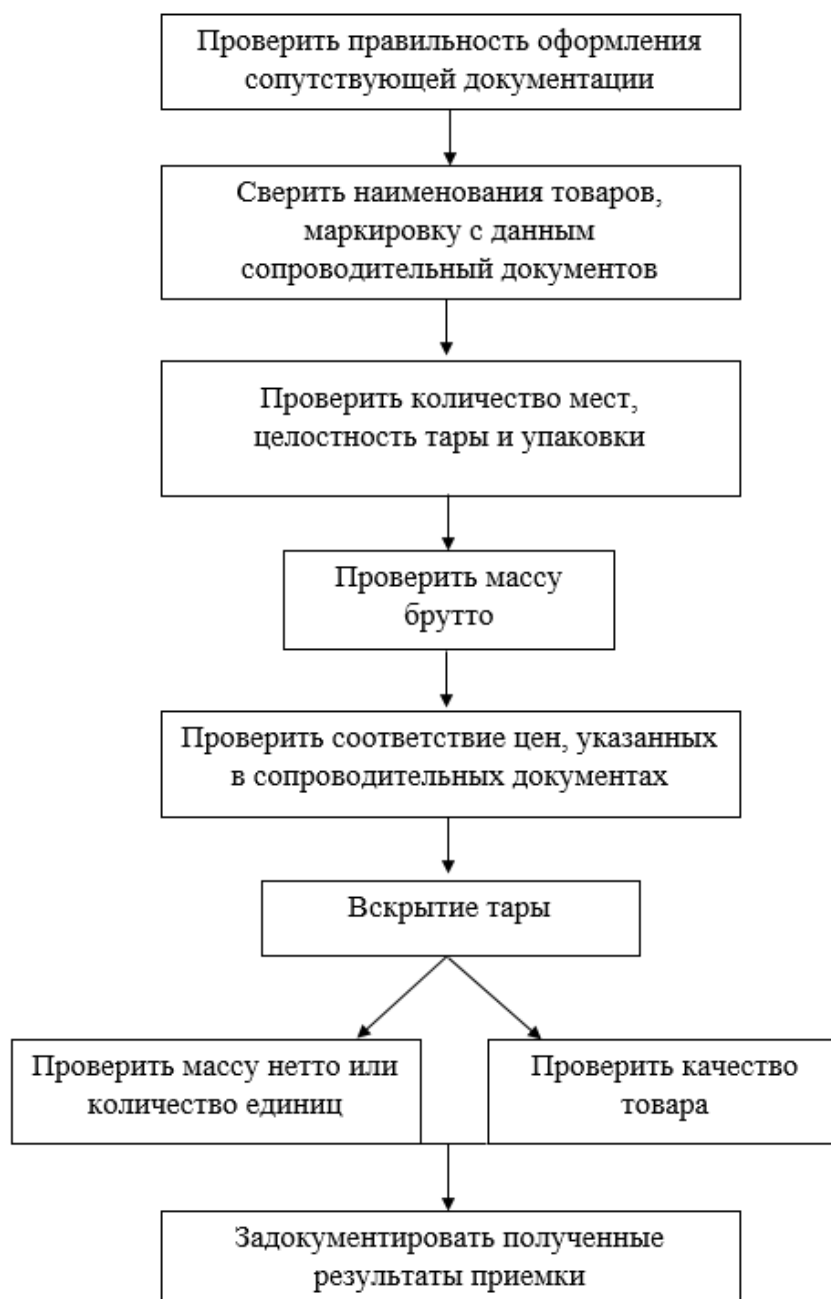 Проверить правильность оформления
сопутствующей документации
Сверить наименования товаров,
маркировку с данным
сопроводительный документов
Проверить количество мест,
целостность тары и упаковки
Проверить массу
брутто
Проверить соответствие цен, указанных
в сопроводительных документах
Вскрытие тары
Проверить массу нетто или
количество единиц
Проверить качество
товара
Задокументировать полученные
результаты приемки